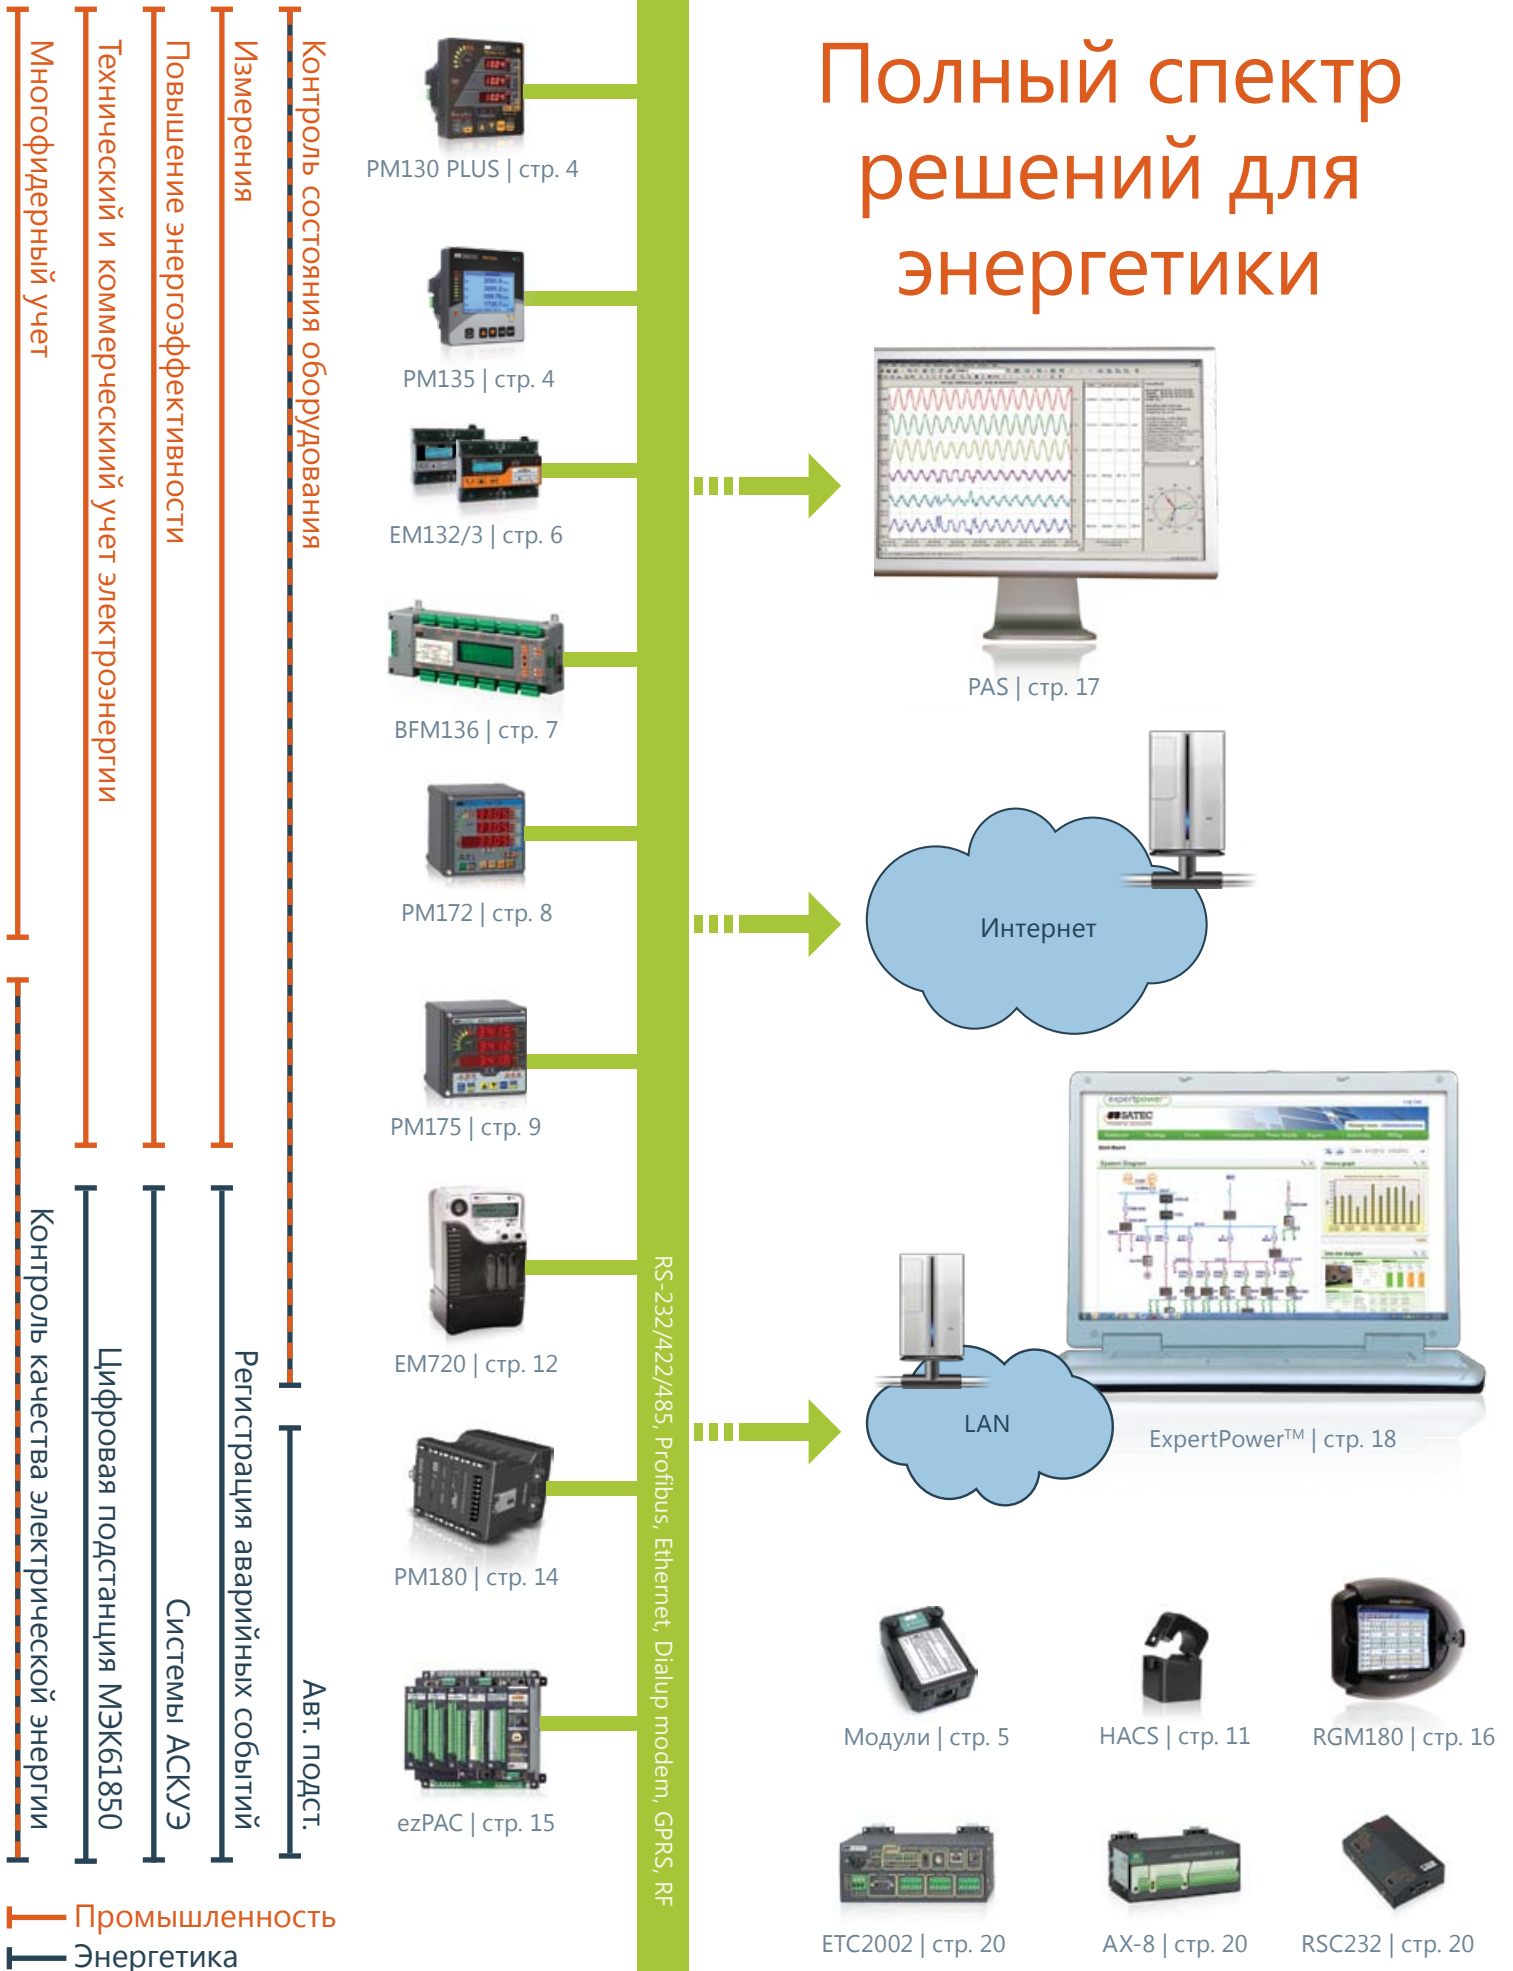 Полный спектр
решений для
энергетики
Многофидерный учет
Технический и коммерческиий учет электроэнергии
Повышение энергоэффективности
Измерения
Контроль состояния оборудования
Контроль качества электрической энергии
Цифровая подстанция МЭК61850
Системы АСКУЭ
Регистрация аварийных событий
Авт. подст.
Промышленность
Энергетика
PM130 PLUS | стр. 4
PM135 | стр. 4
EM132/3 | стр. 6
BFM136 | стр. 7
PM172 | стр. 8
PM175 | стр. 9
EM720 | стр. 12
PM180 | стр. 14
ezPAC | стр. 15
RS-232/422/485, Profibus, Ethernet, Dialup modem, GPRS, RF
PAS | стр. 17
Интернет
expertpower
SATEC
System Diagram
LAN
ExpertPower™ | стр. 18
Модули | стр. 5
HACS | стр. 11
RGM180 | стр. 16
ETC2002 | стр. 20
AX-8 | стр. 20
RSC232 | стр. 20